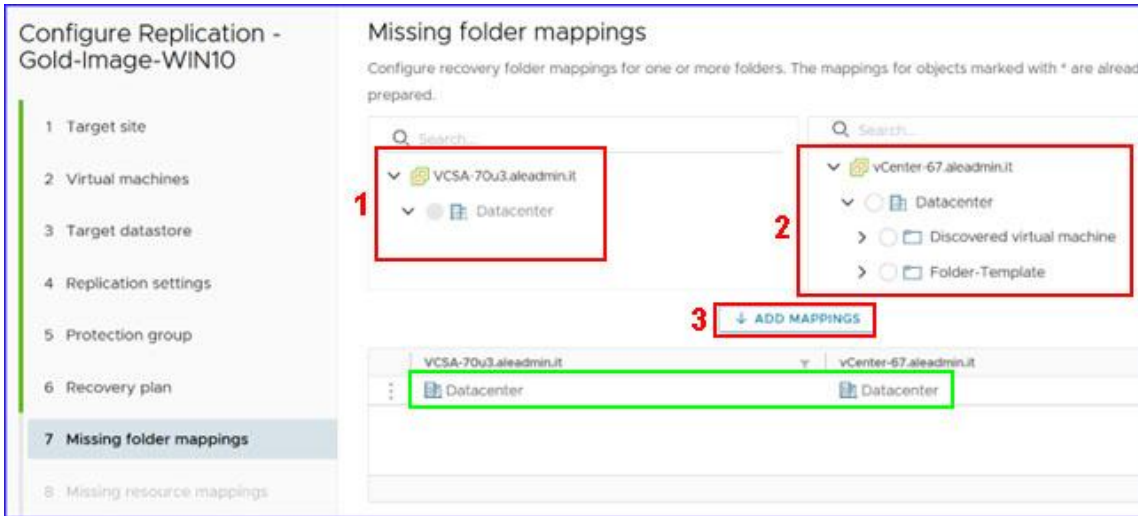 Configure Replication -
Gold-Image-WIN10
1 Target site
2 Virtual machines
3 Target datastore
4 Replication settings
5 Protection group
6 Recovery plan
7 Missing folder mappings
8 Missing resource mappings
Missing folder mappings
Configure recovery folder mappings for one or more folders. The mappings for objects marked with * are alread
prepared.
Search...
VCSA-70u3.aleadmin.it
Datacenter
1
Search...
vCenter-67.aleadmin.it
Datacenter
Discovered virtual machine
Folder-Template
2
3
ADD MAPPINGS
VCSA-70u3.aleadmin.it vCenter-67.aleadmin.it
Datacenter Datacenter